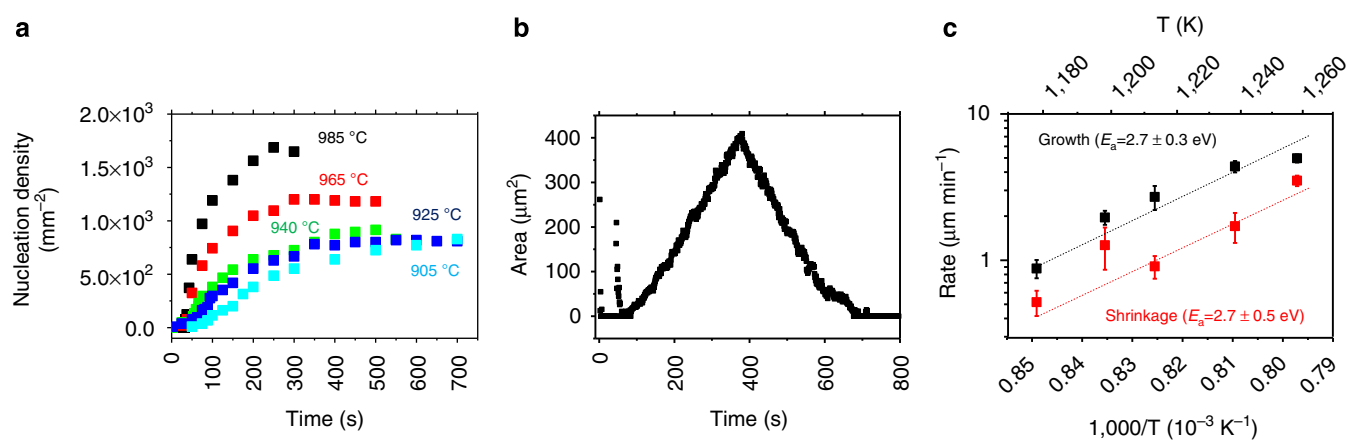 a
Nucleation density
(mm−2)
2.0×10³
1.5×10³
1.0×10³
5.0×10²
0.0
985 °C
965 °C
940 °C
925 °C
905 °C
0
100
200
300
400
500
600
700
Time (s)
b
Area (µm²)
400
300
200
100
0
0
200
400
600
800
Time (s)
c
T (K)
1,180
1,200
1,220
1,240
1,260
Rate (µm min⁻¹)
10
1
Growth (Eₐ=2.7 ± 0.3 eV)
Shrinkage (Eₐ=2.7 ± 0.5 eV)
0.85
0.84
0.83
0.82
0.81
0.80
0.79
1,000/T (10⁻³ K⁻¹)